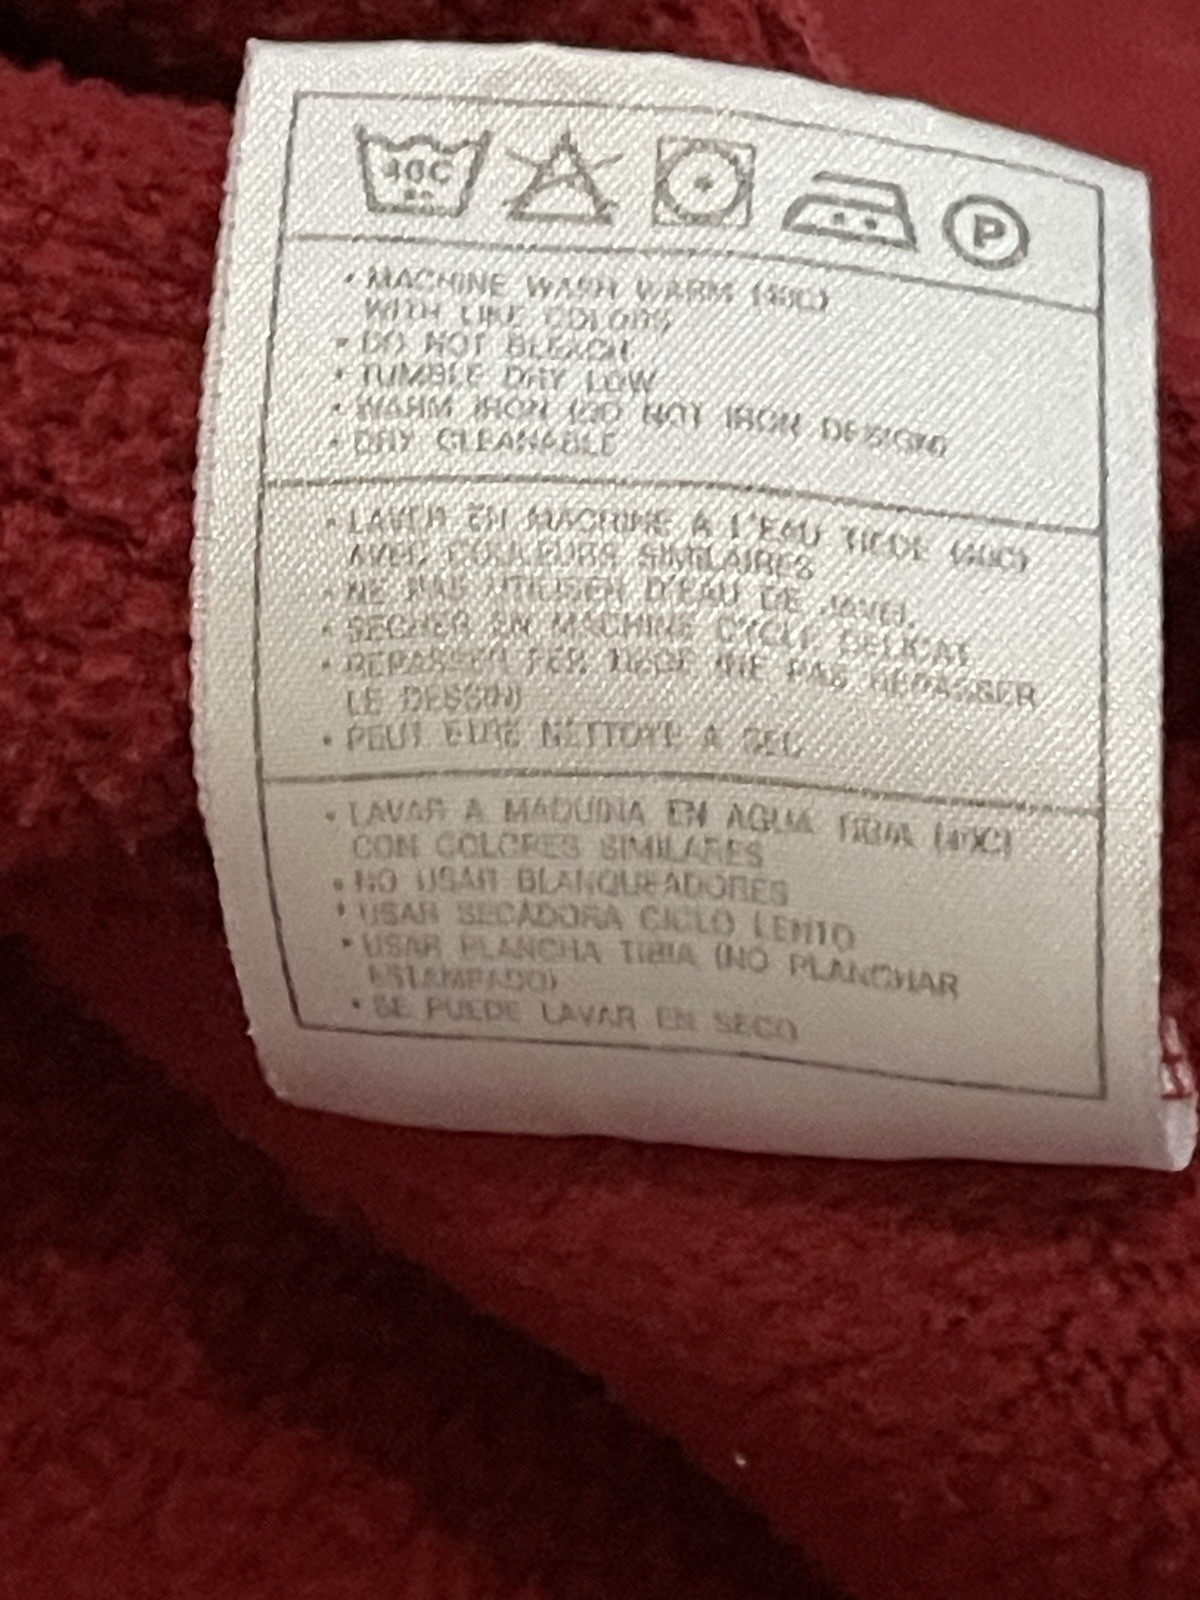 40C
P
• MACHINE WASH WARM (40C)
WITH LIKE COLORS
• DO NOT BLEACH
• TUMBLE DRY LOW
• WARM IRON (DO NOT IRON DESIGN)
• DRY CLEANABLE
• LAVER EN MACHINE A L'EAU TIEDE (40C)
AVEC COULEURS SIMILAIRES
• NE PAS UTILISER D'EAU DE JAVEL.
• SECHER EN MACHINE CYCLE DELICAT
• REPASSER FER TIEDE (NE PAS REPASSER
LE DESSIN)
• PEUT ETRE NETTOYE A SEC
• LAVAR A MAQUINA EN AGUA TIBIA (40C)
CON COLORES SIMILARES
• NO USAR BLANQUEADORES
• USAR SECADORA CICLO LENTO
• USAR PLANCHA TIBIA (NO PLANCHAR
ESTAMPADO)
• SE PUEDE LAVAR EN SECO